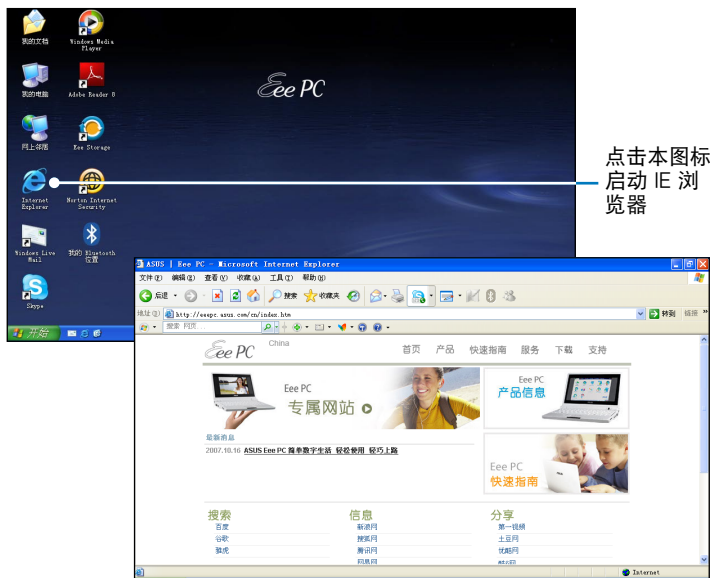 我的文档
Windows Media
Player
我的电脑
Adobe Reader 8
网上邻居
Eee Storage
Internet
Explorer
Norton Internet
Security
Windows Live
Mail
我的 Bluetooth
位置
Skype
开始
Eee PC
点击本图标
启动 IE 浏
览器
ASUS | Eee PC - Microsoft Internet Explorer
文件(F) 编辑(E) 查看(V) 收藏(A) 工具(T) 帮助(H)
后退 搜索 收藏夹
地址(D) http://eeepc.asus.com/cn/index.htm 转到 链接 »
搜索 网页...
Eee PC China
首页 产品 快速指南 服务 下载 支持
Eee PC
专属网站
Eee PC
产品信息
最新消息
2007.10.16 ASUS Eee PC 简单数字生活 轻松使用 轻巧上路
Eee PC
快速指南
搜索 信息 分享
百度 新浪网 第一视频
谷歌 搜狐网 土豆网
雅虎 腾讯网 优酷网
网易网
Internet